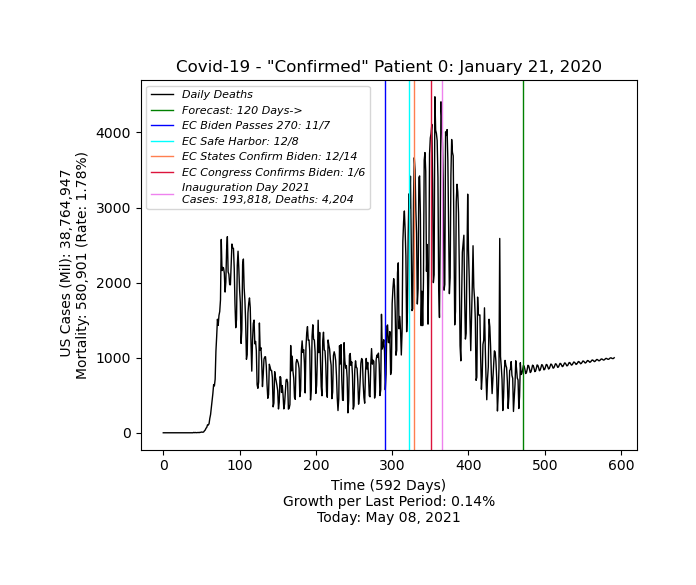 Covid-19 - "Confirmed" Patient 0: January 21, 2020
Daily Deaths
Forecast: 120 Days->
EC Biden Passes 270: 11/7
EC Safe Harbor: 12/8
EC States Confirm Biden: 12/14
EC Congress Confirms Biden: 1/6
Inauguration Day 2021
Cases: 193,818, Deaths: 4,204
US Cases (Mil): 38,764,947
Mortality: 580,901 (Rate: 1.78%)
4000
3000
2000
1000
0
0 100 200 300 400 500 600
Time (592 Days)
Growth per Last Period: 0.14%
Today: May 08, 2021